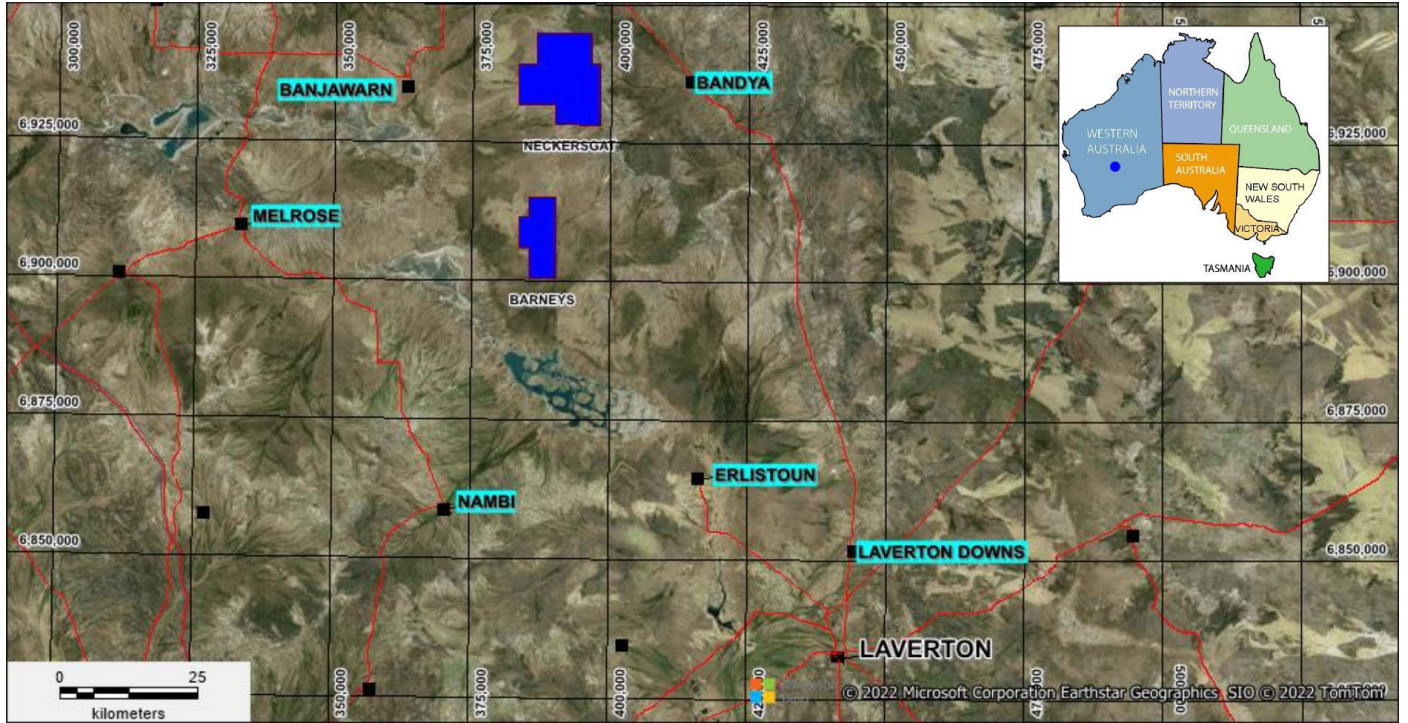 300,000
325,000
350,000
375,000
400,000
425,000
450,000
475,000
5
5
BANJAWARN
BANDYA
NORTHERN
TERRITORY
QUEENSLAND
WESTERN
AUSTRALIA
SOUTH
AUSTRALIA
NEW SOUTH
WALES
VICTORIA
TASMANIA
6,925,000
6,925,000
NECKERSGAT
MELROSE
6,900,000
6,900,000
BARNEYS
6,875,000
6,875,000
ERLISTOUN
NAMBI
6,850,000
6,850,000
LAVERTON DOWNS
LAVERTON
0 25
kilometers
350,000
375,000
400,000
© 2022 Microsoft Corporation Earthstar Geographics SIO © 2022 TomTom